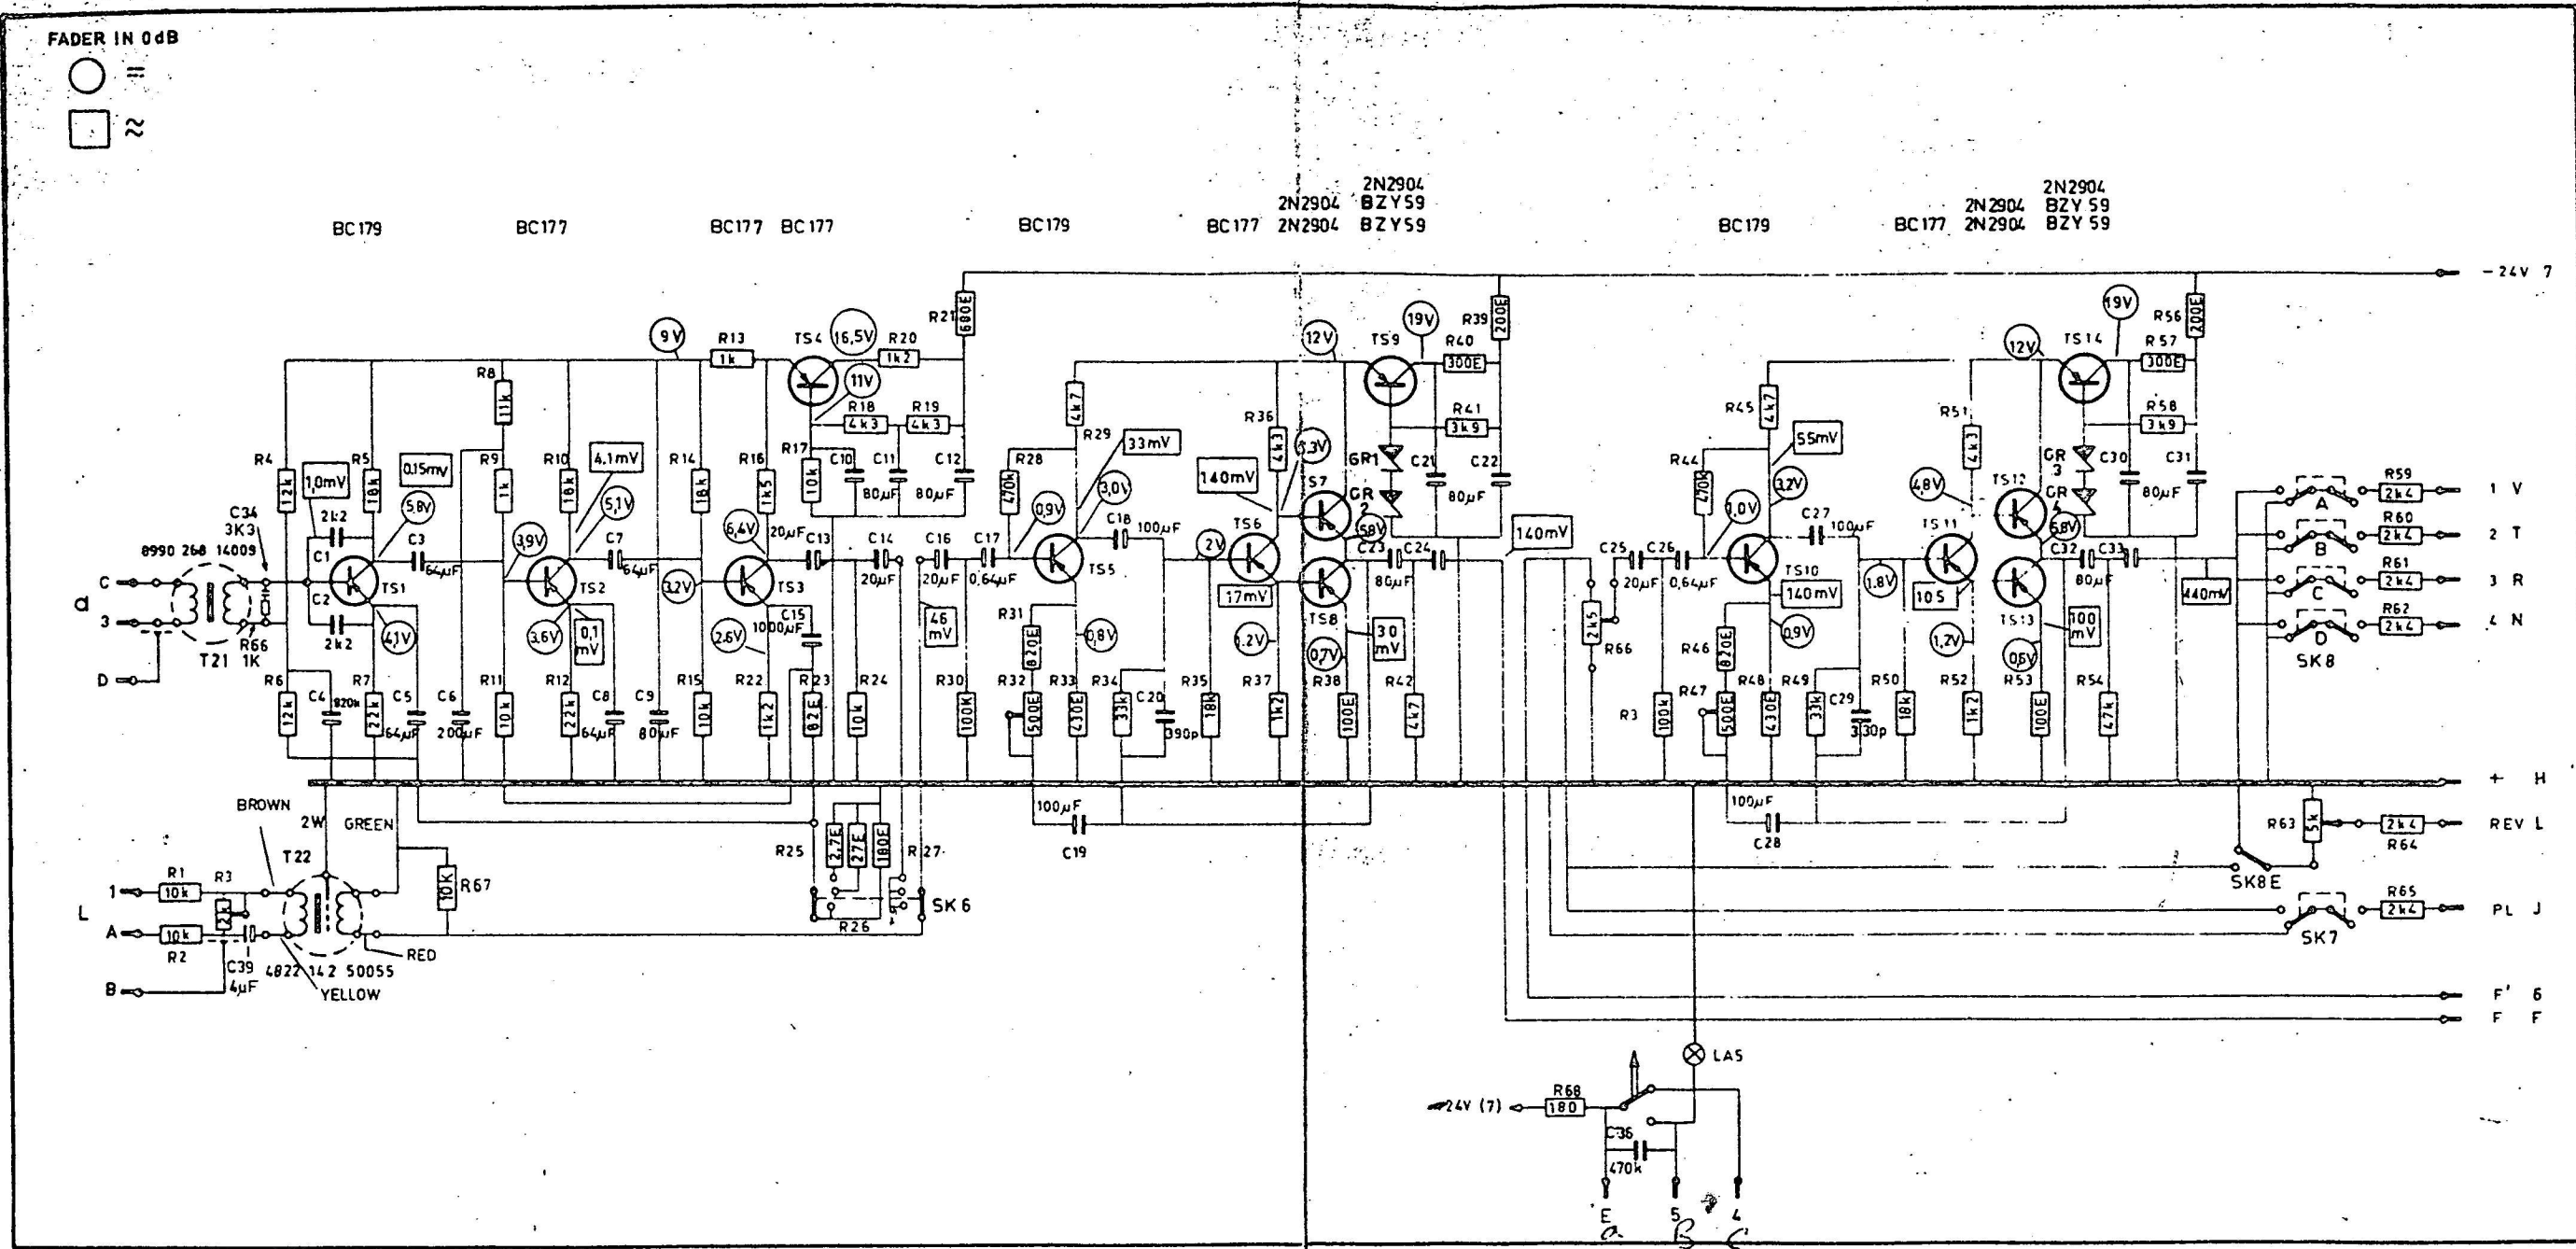 FADER IN 0dB
=
≈
2N2904 2N2904
2N2904 BZY59 2N2904 BZY59
BC179 BC177 BC177 BC177 BC179 BC177 2N2904 BZY59 BC179 BC177 2N2904 BZY59
-24V 7
R21 680E R39 200E R56 200E
9V R13 1k TS4 16,5V R20 1k2 12V TS9 19V R40 300E 12V TS14 19V R57 300E
R8 11k 11V R18 4k3 R19 4k3 4k7 R29 R36 4k3 R41 3k9 R45 4k7 R51 4k3 R58 3k9
R4 12k R5 18k 1,0mV 0.15mV R9 1k R10 18k 4,1mV R14 18k R16 1k5 R17 10k C10 C11 C12 80µF 80µF
R28 470k 33mV 3,0V 140mV GR1 GR 2 C21 C22 80µF R44 470k 55mV 3,2V 4,8V GR 3 GR 4 C30 C31 80µF
C34 3K3 2k2 C1 5,8V C3 64µF 3,9V 5,1V C7 64µF 6,4V 20µF C13 C14 20µF C16 20µF C17 0,64µF 0,9V C18 100µF 2V TS6 S7 58V C23 C24 80µF 140mV
C25 20µF C26 0,64µF 1,0V C27 100µF TS11 TS12 C32 C33 80µF
8990 268 14009
C d 3 D
T21 R66 1K C2 2k2 TS1 4,1V TS2 3.6V 0,1 mV 3,2V TS3 2.6V C15 1000µF 46 mV TS5 0,8V 17mV 1.2V TS8 0,7V 30 mV
R66 2k5 TS10 140mV 0,9V 1.8V 105 1,2V TS13 0,6V 100 mV 440mV
R59 2k4 1 V
A
R60 2k4 2 T
B
R61 2k4 3 R
C
R62 2k4 4 N
D
SK8
R6 12k C4 820k R7 22k C5 64µF C6 200µF R11 10k R12 22k C8 64µF C9 80µF R15 10k R22 1k2 R23 82E R24 10k
R30 100K R31 820E R32 500E R33 430E R34 33k C20 390p R35 18k R37 1k2 R38 100E R42 4k7
R3 100k R46 820E R47 500E R48 430E R49 33k C29 330p R50 18k R52 1k2 R53 100E R54 47k
+ H
BROWN 2W GREEN
T22
R25 2,7E 27E 180E R27
R26 SK6
100µF C19
100µF C28
R63 5k 2k4 R64 REV L
SK8E
R65 2k4 PL J
SK7
L 1 R1 10k R3 2k R67 10K
A 10k R2 C39 4µF RED
4822 142 50055
B YELLOW
F' 6
F F
LA5
24V (7) R68 180
C36
470k
E 5 4
a B C